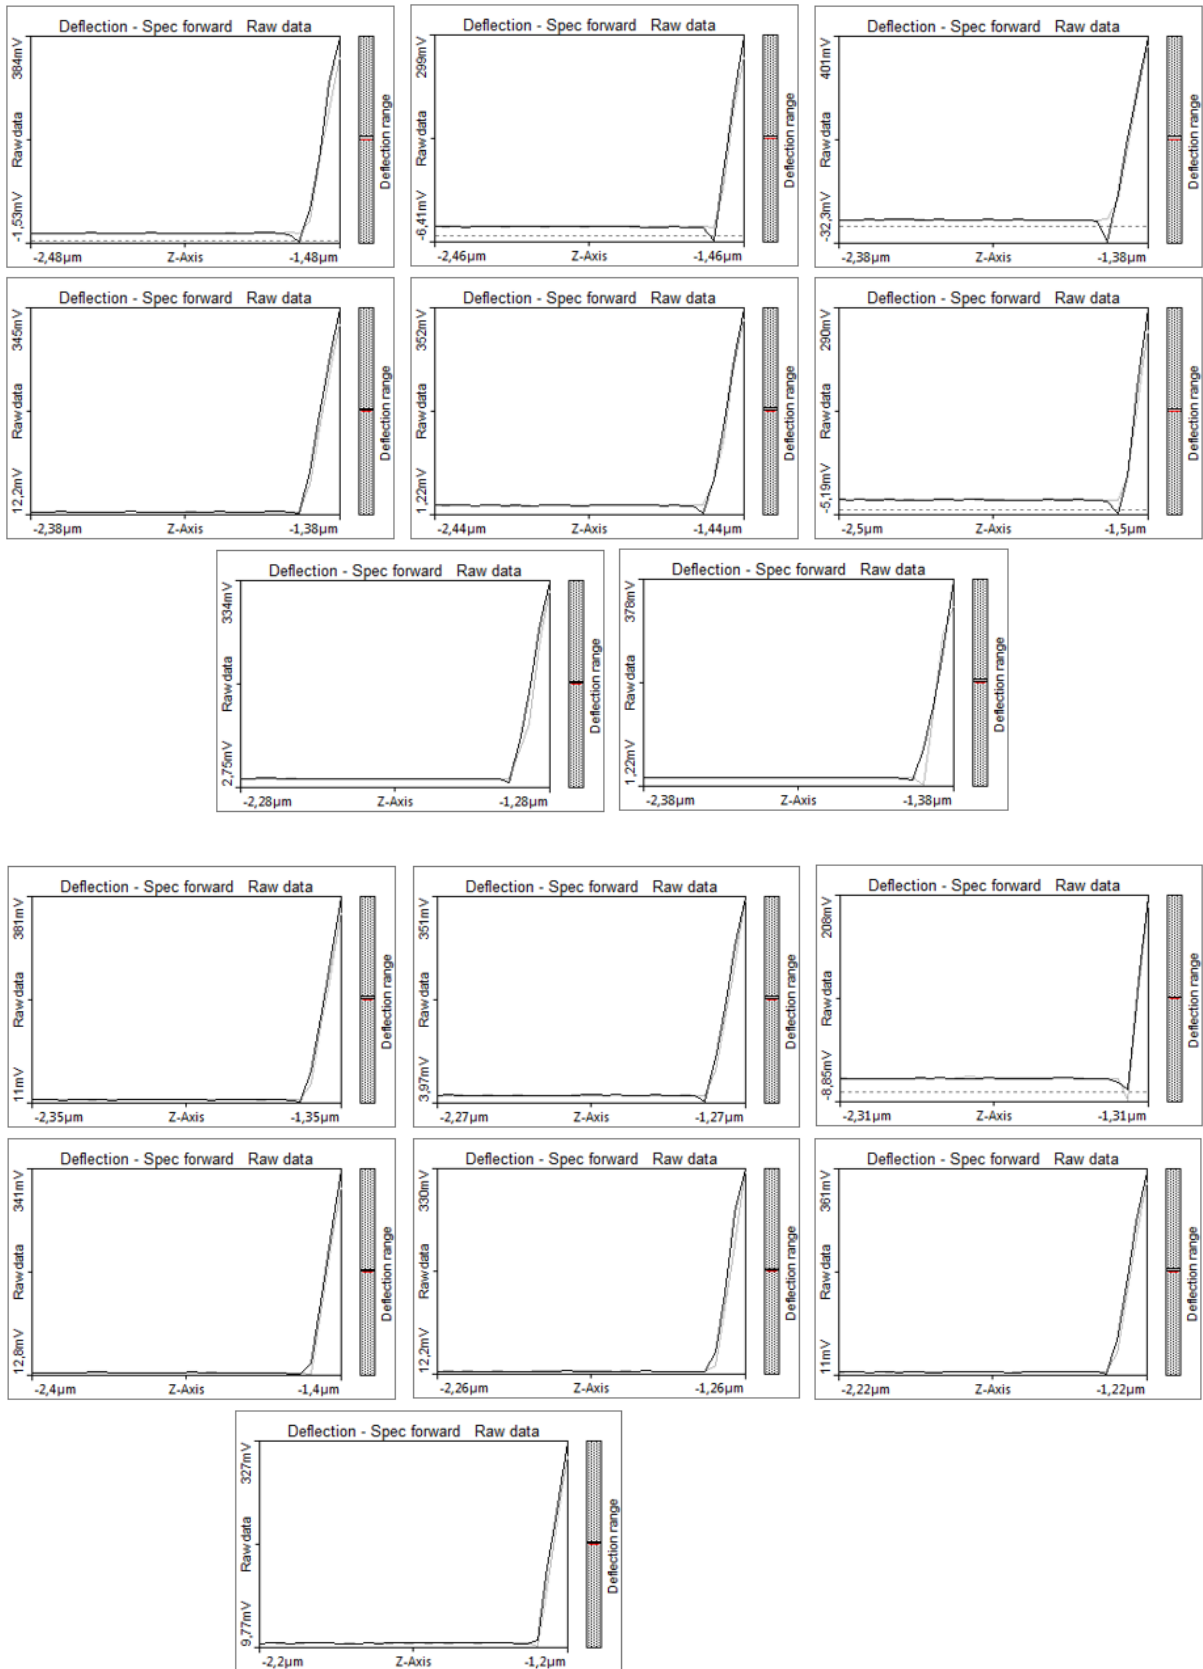 Deflection - Spec forward Raw data
384mV
Raw data
-1,53mV
-2,48µm Z-Axis -1,48µm
Deflection range
Deflection - Spec forward Raw data
299mV
Raw data
-6,41mV
-2,46µm Z-Axis -1,46µm
Deflection range
Deflection - Spec forward Raw data
401mV
Raw data
-32,3mV
-2,38µm Z-Axis -1,38µm
Deflection range
Deflection - Spec forward Raw data
345mV
Raw data
12,2mV
-2,38µm Z-Axis -1,38µm
Deflection range
Deflection - Spec forward Raw data
352mV
Raw data
1,22mV
-2,44µm Z-Axis -1,44µm
Deflection range
Deflection - Spec forward Raw data
290mV
Raw data
-5,19mV
-2,5µm Z-Axis -1,5µm
Deflection range
Deflection - Spec forward Raw data
334mV
Raw data
2,75mV
-2,28µm Z-Axis -1,28µm
Deflection range
Deflection - Spec forward Raw data
378mV
Raw data
1,22mV
-2,38µm Z-Axis -1,38µm
Deflection range
Deflection - Spec forward Raw data
381mV
Raw data
11mV
-2,35µm Z-Axis -1,35µm
Deflection range
Deflection - Spec forward Raw data
351mV
Raw data
3,97mV
-2,27µm Z-Axis -1,27µm
Deflection range
Deflection - Spec forward Raw data
208mV
Raw data
-8,85mV
-2,31µm Z-Axis -1,31µm
Deflection range
Deflection - Spec forward Raw data
341mV
Raw data
12,8mV
-2,4µm Z-Axis -1,4µm
Deflection range
Deflection - Spec forward Raw data
330mV
Raw data
12,2mV
-2,26µm Z-Axis -1,26µm
Deflection range
Deflection - Spec forward Raw data
361mV
Raw data
11mV
-2,22µm Z-Axis -1,22µm
Deflection range
Deflection - Spec forward Raw data
327mV
Raw data
9,77mV
-2,2µm Z-Axis -1,2µm
Deflection range